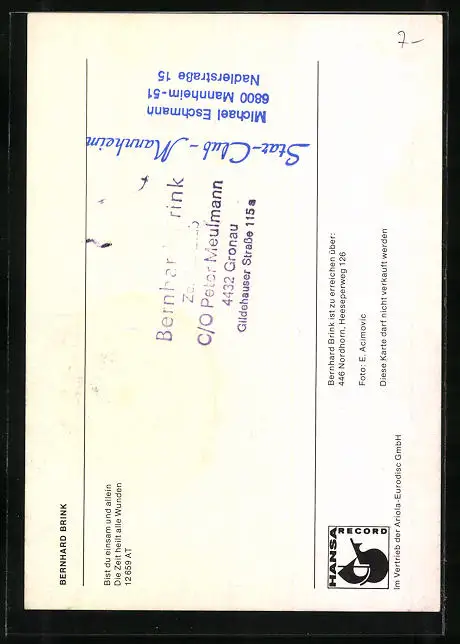 7-
BERNHARD BRINK
Bist du einsam und allein
Die Zeit heilt alle Wunden
12 659 AT
Star-Club - Mannheim
Michael Eschmann
6800 Mannheim-51
Nadlerstraße 15
Bernhar rink
C/O Peter Meulmann
4432 Gronau
Gildehauser Straße 115a
Bernhard Brink ist zu erreichen über:
446 Nordhorn, Heeseperweg 126
Foto: E. Acimovic
Diese Karte darf nicht verkauft werden
HANSA RECORD
Im Vertrieb der Ariola-Eurodisc GmbH